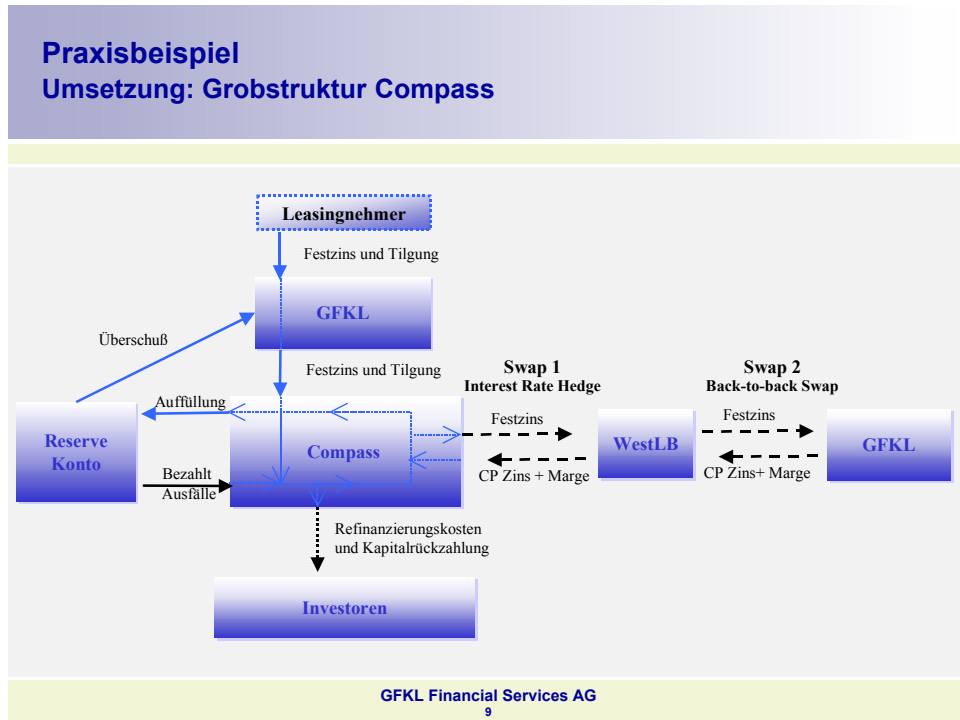 Praxisbeispiel
Umsetzung: Grobstruktur Compass
Leasingnehmer
Festzins und Tilgung
GFKL
Überschuß
Festzins und Tilgung
Swap 1
Interest Rate Hedge
Swap 2
Back-to-back Swap
Auffüllung
Festzins
Festzins
Reserve
Konto
Compass
WestLB
GFKL
Bezahlt
Ausfälle
CP Zins + Marge
CP Zins+ Marge
Refinanzierungskosten
und Kapitalrückzahlung
Investoren
GFKL Financial Services AG
9